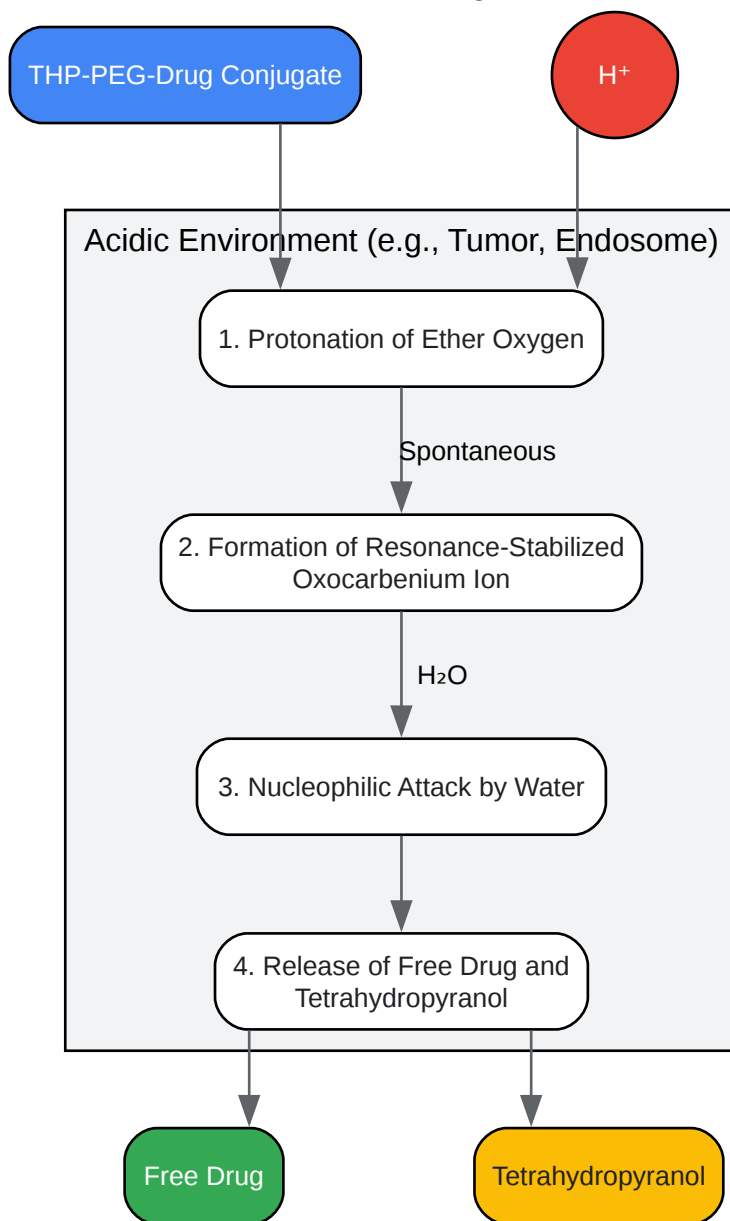 THP-PEG-Drug Conjugate
H⁺
Acidic Environment (e.g., Tumor, Endosome)
1. Protonation of Ether Oxygen
Spontaneous
2. Formation of Resonance-Stabilized
Oxocarbenium Ion
H₂O
3. Nucleophilic Attack by Water
4. Release of Free Drug and
Tetrahydropyranol
Free Drug
Tetrahydropyranol